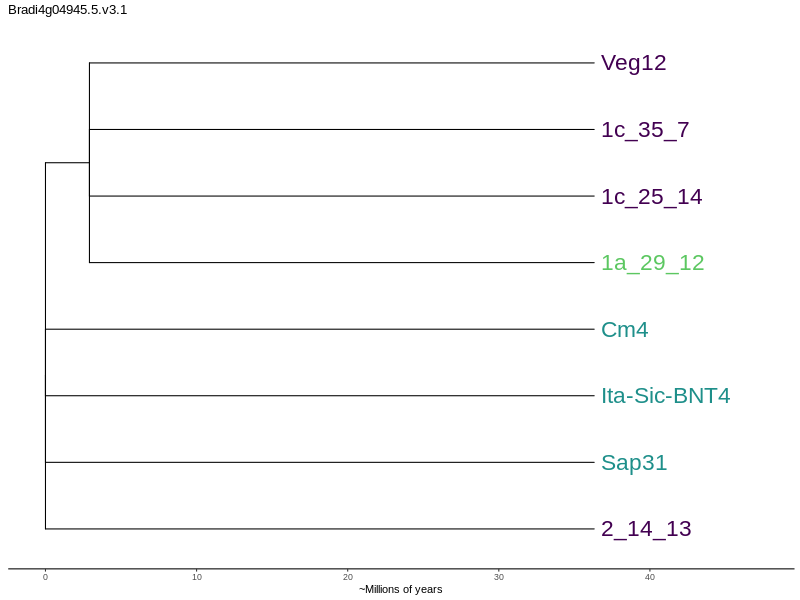 Bradi4g04945.5.v3.1
Veg12
1c_35_7
1c_25_14
1a_29_12
Cm4
Ita-Sic-BNT4
Sap31
2_14_13
0 10 20 30 40
~Millions of years